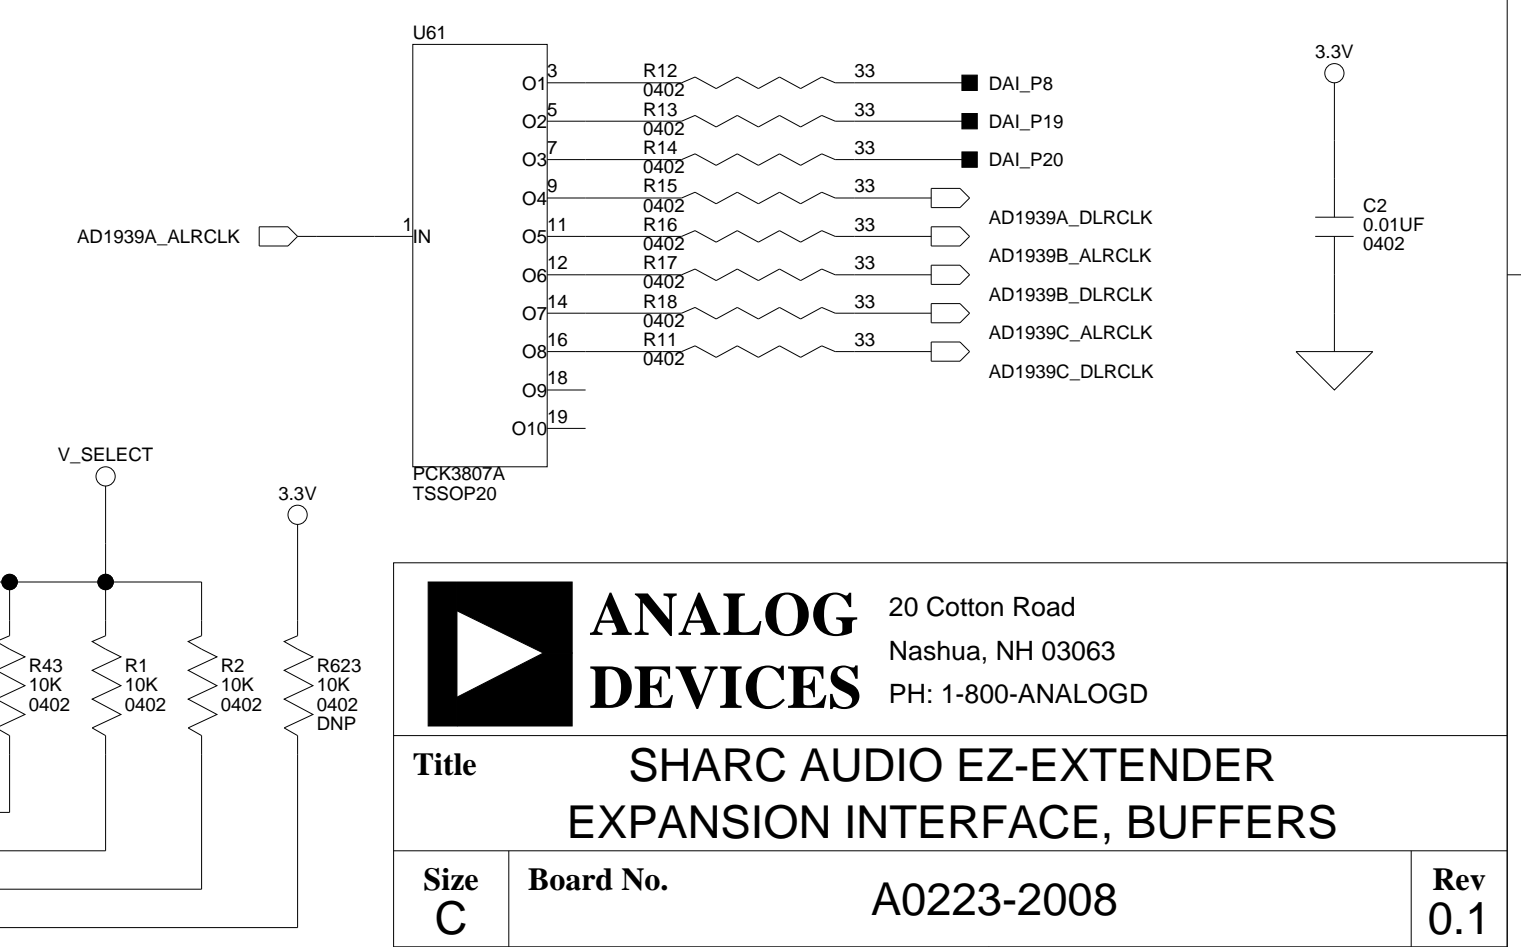 U61
3.3V
3 R12 33
O1 0402 DAI_P8
5 R13 33
O2 0402 DAI_P19
7 R14 33
O3 0402 DAI_P20
9 R15 33
O4 0402
AD1939A_DLRCLK
AD1939A_ALRCLK 1 IN
11 R16 33
O5 0402
AD1939B_ALRCLK
12 R17 33
O6 0402
AD1939B_DLRCLK
14 R18 33
O7 0402
AD1939C_ALRCLK
16 R11 33
O8 0402
AD1939C_DLRCLK
18
O9
19
O10
PCK3807A
TSSOP20
C2
0.01UF
0402
V_SELECT
3.3V
R43
10K
0402
R1
10K
0402
R2
10K
0402
R623
10K
0402
DNP
ANALOG
DEVICES
20 Cotton Road
Nashua, NH 03063
PH: 1-800-ANALOGD
Title
SHARC AUDIO EZ-EXTENDER
EXPANSION INTERFACE, BUFFERS
Size
C
Board No.
A0223-2008
Rev
0.1